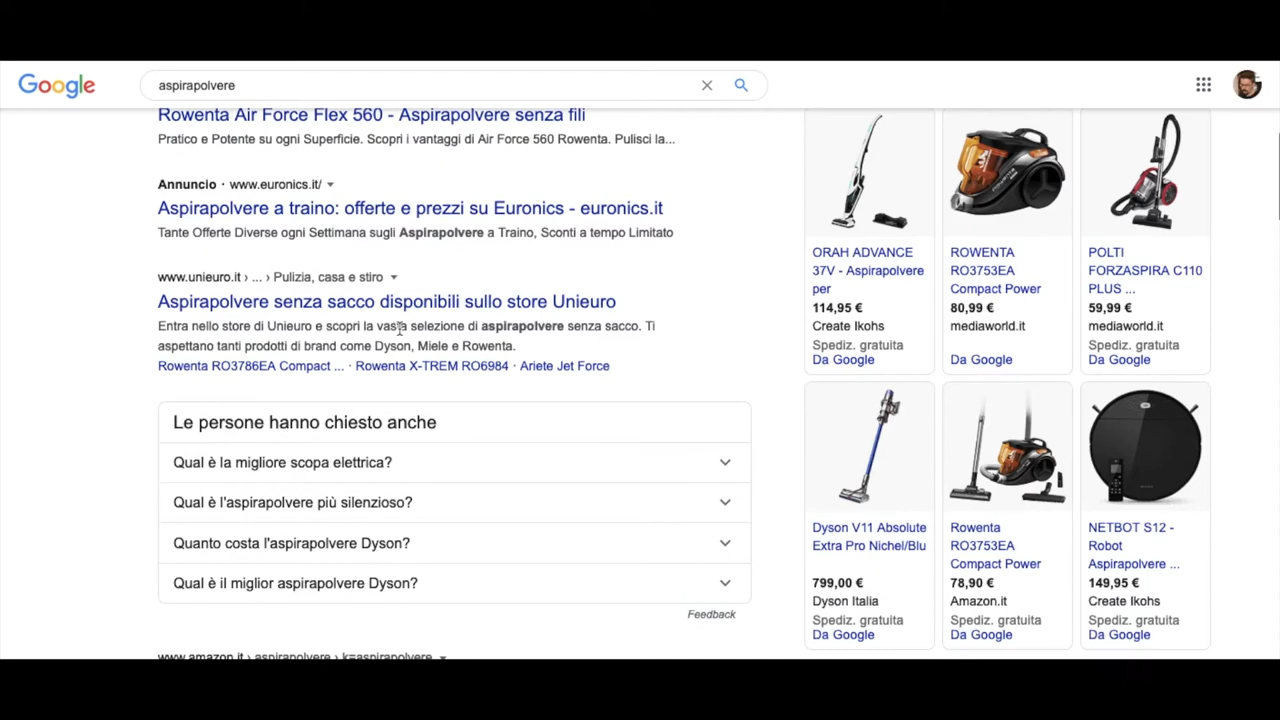 Google
aspirapolvere
Rowenta Air Force Flex 560 - Aspirapolvere senza fili
Pratico e Potente su ogni Superficie. Scopri i vantaggi di Air Force 560 Rowenta. Pulisci la...
Annuncio · www.euronics.it/
Aspirapolvere a traino: offerte e prezzi su Euronics - euronics.it
Tante Offerte Diverse ogni Settimana sugli Aspirapolvere a Traino, Sconti a tempo Limitato
www.unieuro.it › ... › Pulizia, casa e stiro
Aspirapolvere senza sacco disponibili sullo store Unieuro
Entra nello store di Unieuro e scopri la vasta selezione di aspirapolvere senza sacco. Ti
aspettano tanti prodotti di brand come Dyson, Miele e Rowenta.
Rowenta RO3786EA Compact ... · Rowenta X-TREM RO6984 · Ariete Jet Force
Le persone hanno chiesto anche
Qual è la migliore scopa elettrica?
Qual è l'aspirapolvere più silenzioso?
Quanto costa l'aspirapolvere Dyson?
Qual è il miglior aspirapolvere Dyson?
Feedback
www.amazon.it › aspirapolvere › k=aspirapolvere
ORAH ADVANCE
37V - Aspirapolvere
per
114,95 €
Create Ikohs
Spediz. gratuita
Da Google
ROWENTA
RO3753EA
Compact Power
80,99 €
mediaworld.it
Da Google
POLTI
FORZASPIRA C110
PLUS ...
59,99 €
mediaworld.it
Spediz. gratuita
Da Google
Dyson V11 Absolute
Extra Pro Nichel/Blu
799,00 €
Dyson Italia
Spediz. gratuita
Da Google
Rowenta
RO3753EA
Compact Power
78,90 €
Amazon.it
Spediz. gratuita
Da Google
NETBOT S12 -
Robot
Aspirapolvere ...
149,95 €
Create Ikohs
Spediz. gratuita
Da Google